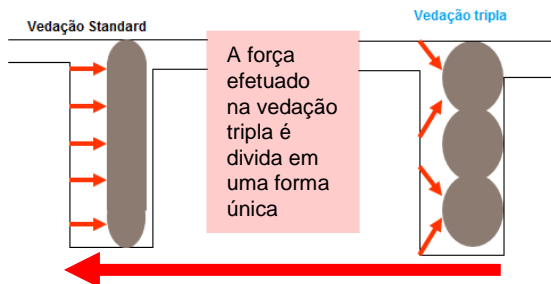 Vedação Standard
Vedação tripla
A força
efetuado
na vedação
tripla é
divida em
uma forma
única